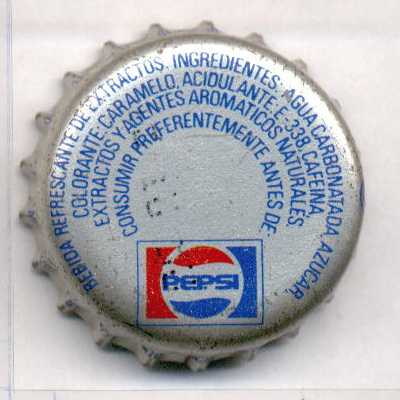 BEBIDA REFRESCANTE DE EXTRACTOS. INGREDIENTES: AGUA CARBONATADA AZUCAR,
COLORANTE: CARAMELO, ACIDULANTE, E-338 CAFEINA,
EXTRACTOS Y AGENTES AROMATICOS NATURALES.
CONSUMIR PREFERENTEMENTE ANTES DE:
PEPSI